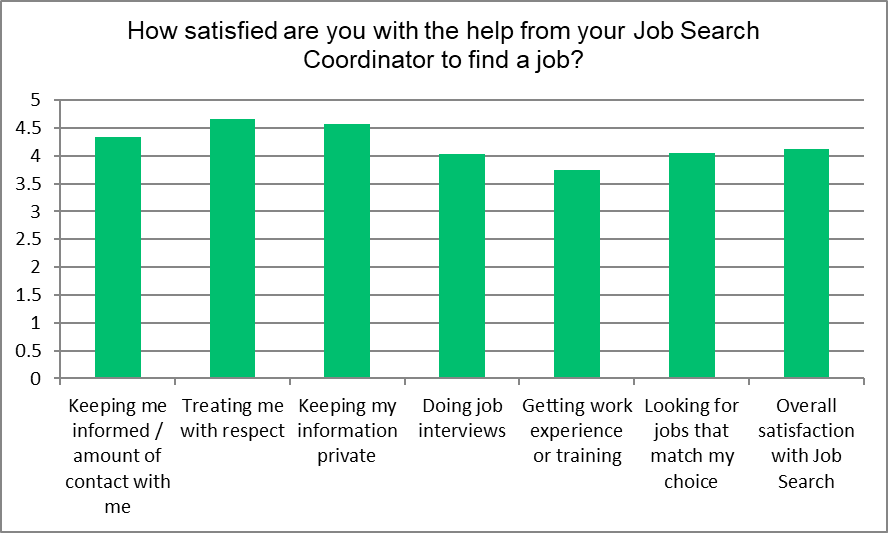 How satisfied are you with the help from your Job Search
Coordinator to find a job?
5
4.5
4
3.5
3
2.5
2
1.5
1
0.5
0
Keeping me
informed /
amount of
contact with
me
Treating me
with respect
Keeping my
information
private
Doing job
interviews
Getting work
experience
or training
Looking for
jobs that
match my
choice
Overall
satisfaction
with Job
Search